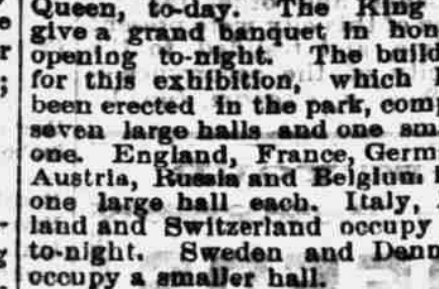 Queen, to-day. The King
give a grand banquet in hon
opening to-night. The build
for this exhibition, which
been erected in the park, com
seven large halls and one sm
one. England, France, Germ
Austria, Russia and Belgium
one large hall each. Italy,
land and Switzerland occupy
to-night. Sweden and Denm
occupy a smaller hall.